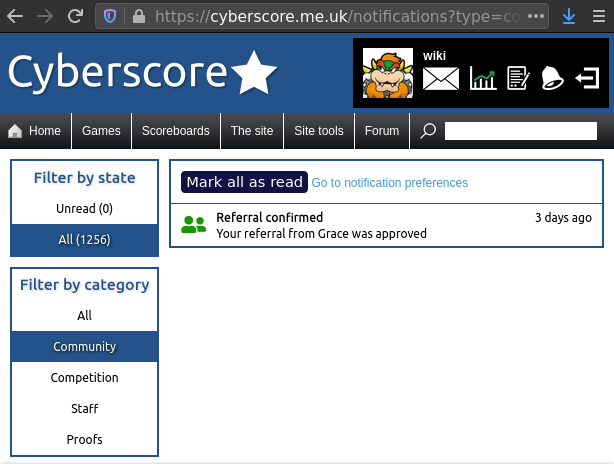 https://cyberscore.me.uk/notifications?type=co
Cyberscore
wiki
Home Games Scoreboards The site Site tools Forum
Filter by state
Unread (0)
All (1256)
Filter by category
All
Community
Competition
Staff
Proofs
Mark all as read Go to notification preferences
Referral confirmed 3 days ago
Your referral from Grace was approved